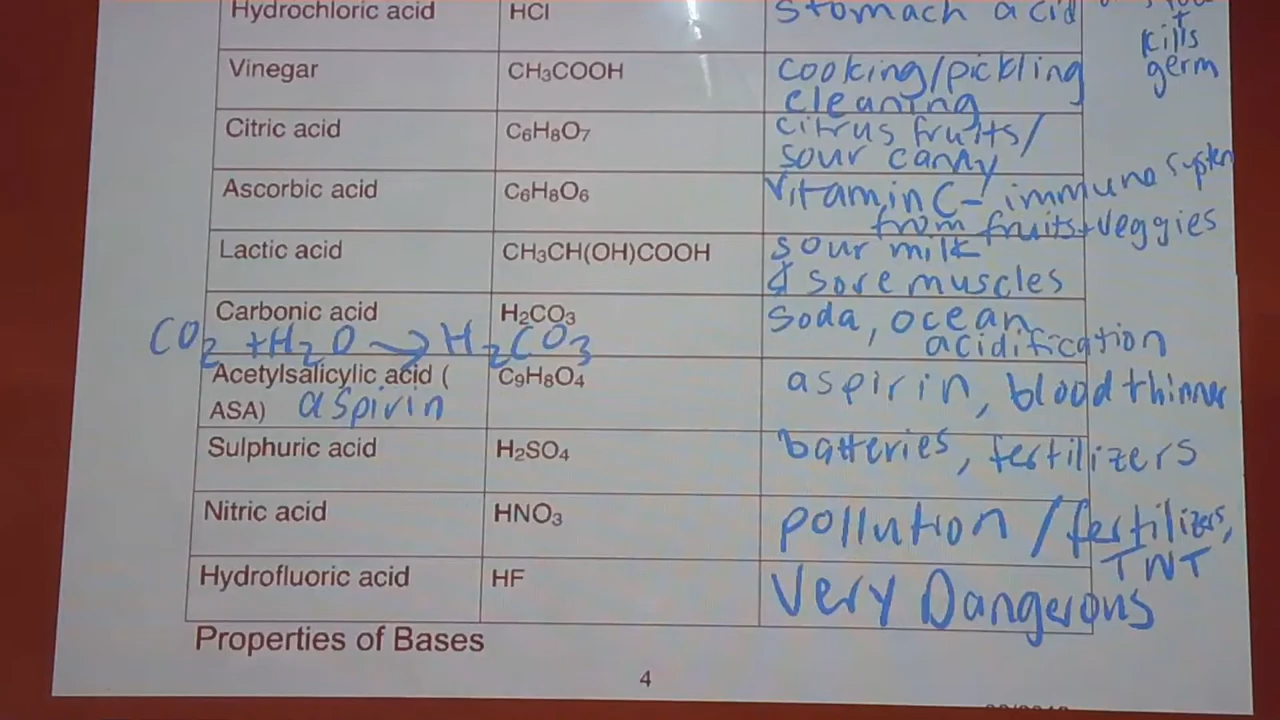 Hydrochloric acid HCl stomach acid
+
kills
germ
Vinegar CH3COOH cooking/pickling
cleaning
Citric acid C6H8O7 citrus fruits/
sour candy
Ascorbic acid C6H8O6 Vitamin C- immune system
from fruits+veggies
Lactic acid CH3CH(OH)COOH sour milk
& sore muscles
Carbonic acid H2CO3 soda, ocean
acidification
CO2 + H2O → H2CO3
Acetylsalicylic acid ( C9H8O4 aspirin, blood thinner
ASA) aspirin
Sulphuric acid H2SO4 batteries, fertilizers
Nitric acid HNO3 pollution / fertilizers,
TNT
Hydrofluoric acid HF Very Dangerous
Properties of Bases
4